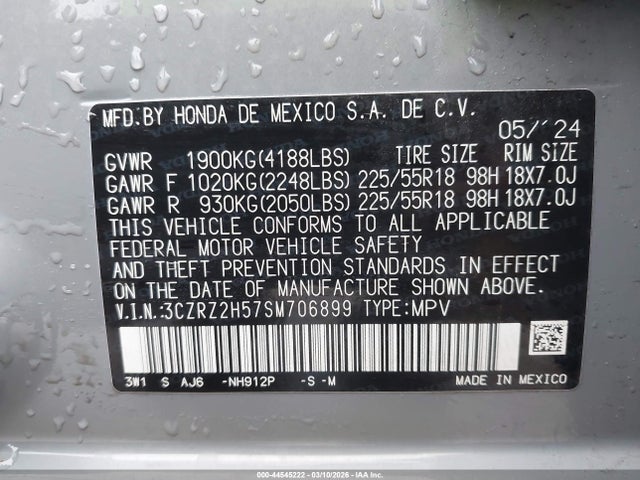 MFD. BY HONDA DE MEXICO S.A. DE C.V.
05/'24
GVWR 1900KG(4188LBS) TIRE SIZE RIM SIZE
GAWR F 1020KG(2248LBS) 225/55R18 98H 18X7.0J
GAWR R 930KG(2050LBS) 225/55R18 98H 18X7.0J
THIS VEHICLE CONFORMS TO ALL APPLICABLE
FEDERAL MOTOR VEHICLE SAFETY
AND THEFT PREVENTION STANDARDS IN EFFECT
ON THE DATE OF MANUFACTURE SHOWN ABOVE.
V.I.N.:3CZRZ2H57SM706899 TYPE:MPV
3W1 S AJ6 -NH912P -S -M MADE IN MEXICO
000-44545222 - 03/10/2026 - IAA Inc.